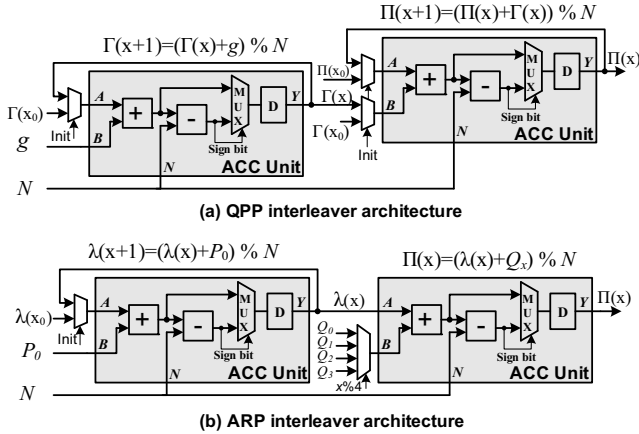 Γ(x+1)=(Γ(x)+g) % N
Π(x+1)=(Π(x)+Γ(x)) % N
Γ(x₀)
Init
g
N
A
B
+
-
M
U
X
Sign bit
D
Y
N
ACC Unit
Π(x₀)
Γ(x)
Γ(x₀)
Init
A
B
+
-
M
U
X
Sign bit
D
Y
N
ACC Unit
Π(x)
(a) QPP interleaver architecture
λ(x+1)=(λ(x)+P₀) % N
Π(x)=(λ(x)+Qₓ) % N
λ(x₀)
Init
P₀
N
A
B
+
-
M
U
X
Sign bit
D
Y
N
ACC Unit
λ(x)
Q₀
Q₁
Q₂
Q₃
x%4
A
B
+
-
M
U
X
Sign bit
D
Y
N
ACC Unit
Π(x)
(b) ARP interleaver architecture